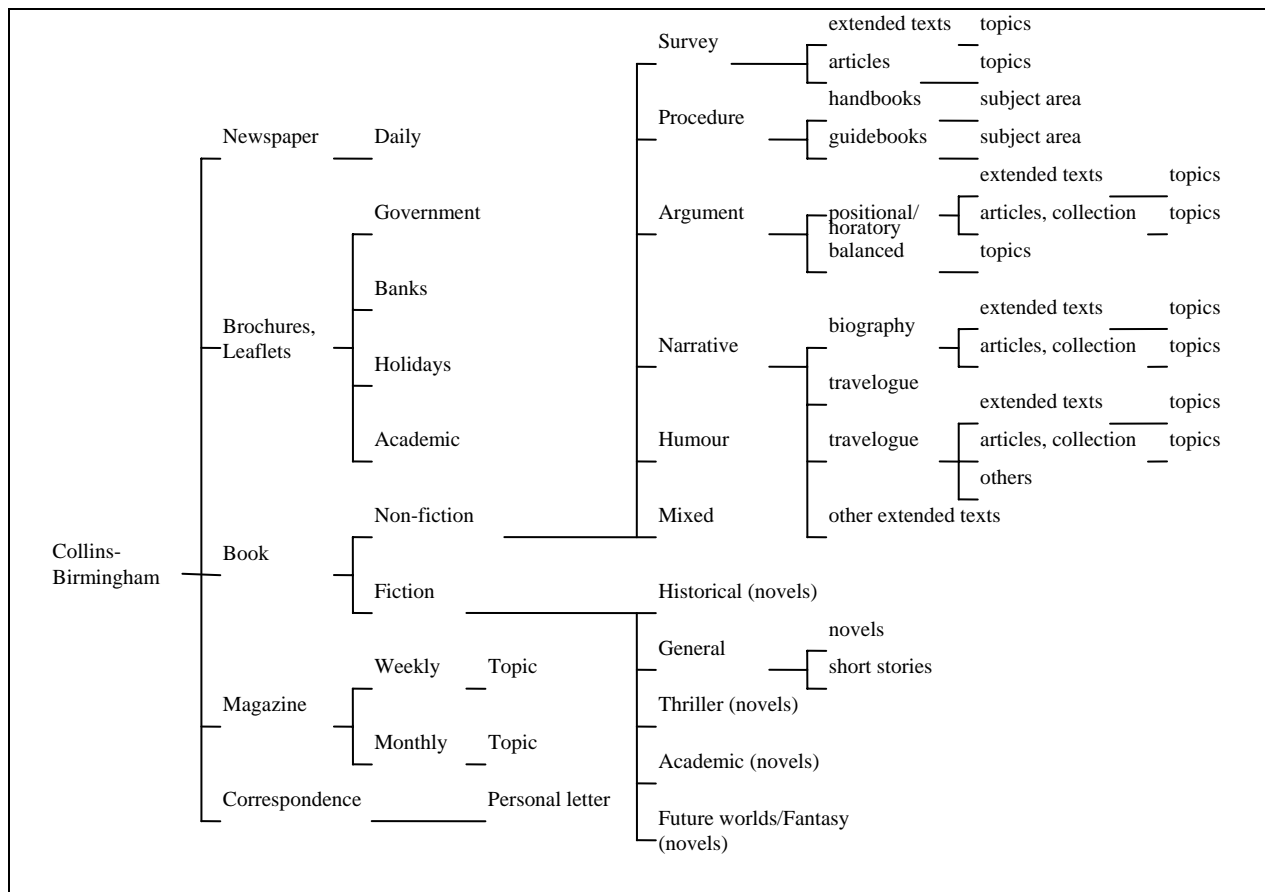 extended texts topics
Survey
articles topics
handbooks subject area
Procedure
Newspaper Daily guidebooks subject area
extended texts topics
Government Argument positional/ articles, collection topics
horatory
balanced topics
Banks
extended texts topics
Brochures, biography
Leaflets Narrative articles, collection topics
Holidays
travelogue
extended texts topics
Academic Humour travelogue articles, collection topics
others
Non-fiction Mixed other extended texts
Collins- Book
Birmingham
Fiction Historical (novels)
novels
General
Weekly Topic short stories
Magazine Thriller (novels)
Monthly Topic
Academic (novels)
Correspondence Personal letter
Future worlds/Fantasy
(novels)